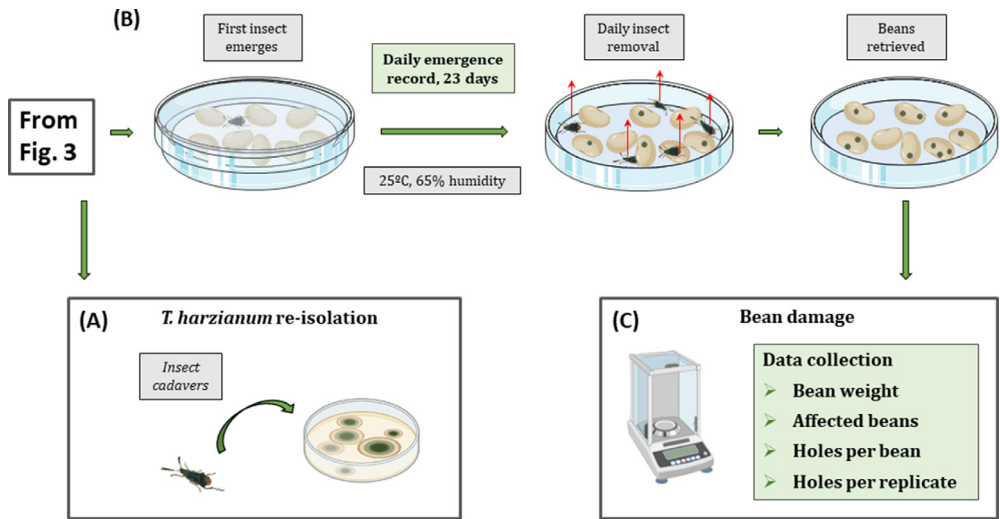 (B)
First insect
emerges
Daily emergence
record, 23 days
Daily insect
removal
Beans
retrieved
From
Fig. 3
25ºC, 65% humidity
(A)
T. harzianum re-isolation
Insect
cadavers
(C)
Bean damage
Data collection
➢ Bean weight
➢ Affected beans
➢ Holes per bean
➢ Holes per replicate